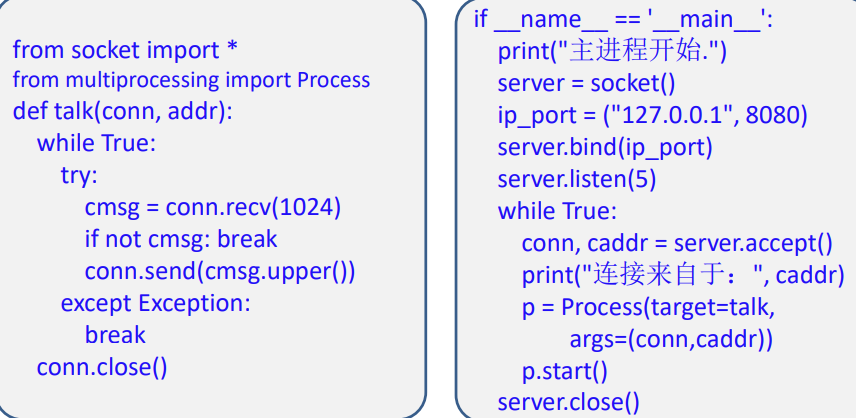 from socket import *
from multiprocessing import Process
def talk(conn, addr):
    while True:
        try:
            cmsg = conn.recv(1024)
            if not cmsg: break
            conn.send(cmsg.upper())
        except Exception:
            break
    conn.close()
if __name__ == '__main__':
    print("主进程开始.")
    server = socket()
    ip_port = ("127.0.0.1", 8080)
    server.bind(ip_port)
    server.listen(5)
    while True:
        conn, caddr = server.accept()
        print("连接来自于：", caddr)
        p = Process(target=talk,
                args=(conn,caddr))
        p.start()
    server.close()